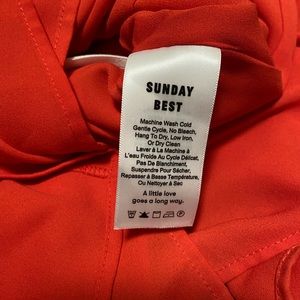 SUNDAY
BEST
Machine Wash Cold
Gentle Cycle, No Bleach,
Hang To Dry, Low Iron,
Or Dry Clean
Laver À La Machine À
L'eau Froide Au Cycle Délicat,
Pas De Blanchiment,
Suspendre Pour Sécher,
Repasser à Basse Température,
Ou Nettoyer à Sec
A little love
goes a long way.